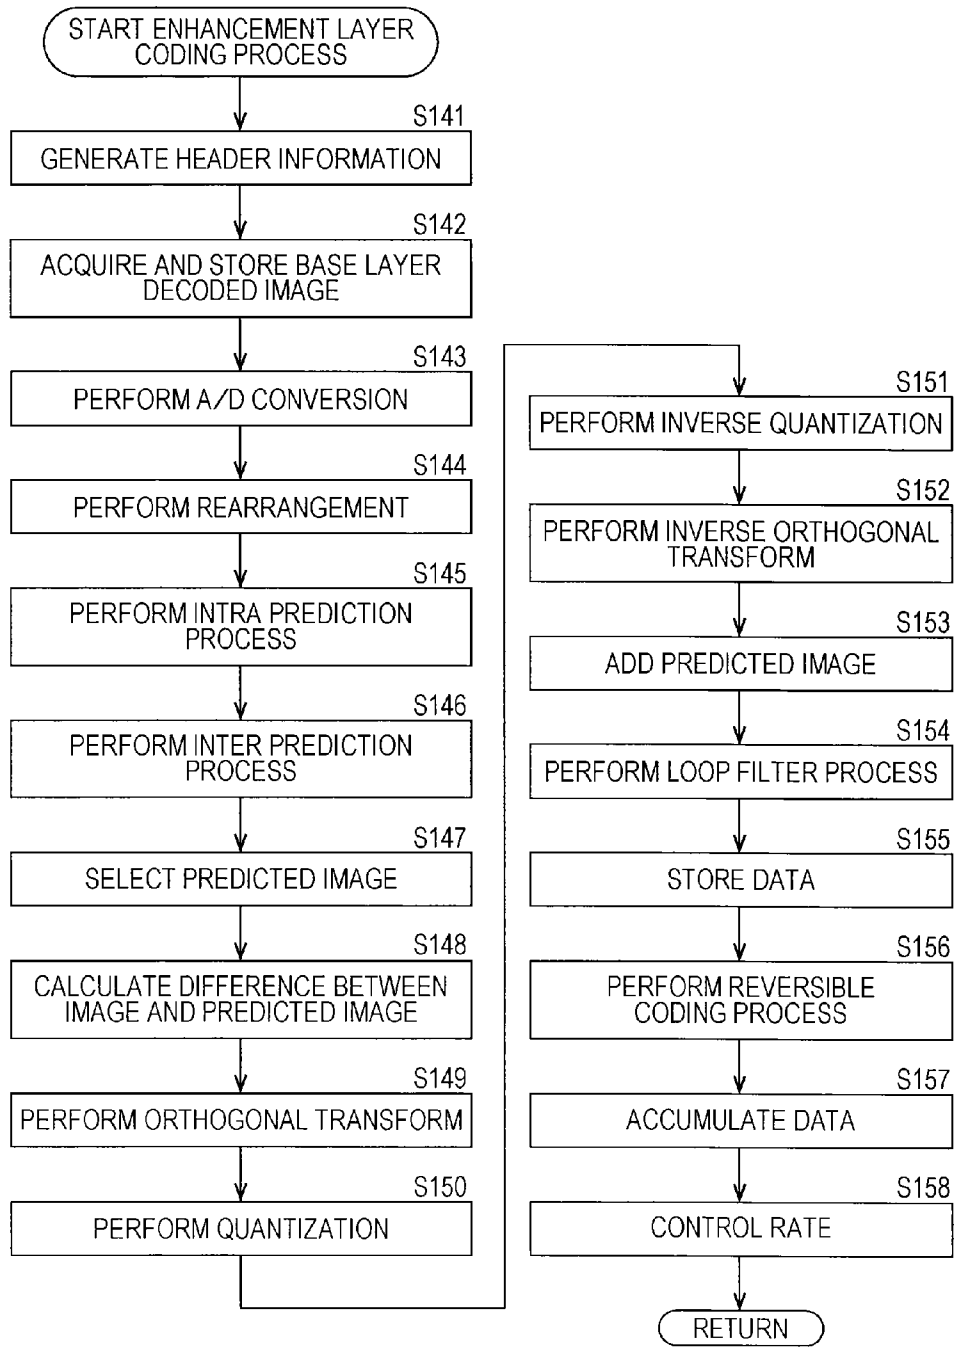 START ENHANCEMENT LAYER
CODING PROCESS
S141
GENERATE HEADER INFORMATION
S142
ACQUIRE AND STORE BASE LAYER
DECODED IMAGE
S143
PERFORM A/D CONVERSION
S144
PERFORM REARRANGEMENT
S145
PERFORM INTRA PREDICTION
PROCESS
S146
PERFORM INTER PREDICTION
PROCESS
S147
SELECT PREDICTED IMAGE
S148
CALCULATE DIFFERENCE BETWEEN
IMAGE AND PREDICTED IMAGE
S149
PERFORM ORTHOGONAL TRANSFORM
S150
PERFORM QUANTIZATION
S151
PERFORM INVERSE QUANTIZATION
S152
PERFORM INVERSE ORTHOGONAL
TRANSFORM
S153
ADD PREDICTED IMAGE
S154
PERFORM LOOP FILTER PROCESS
S155
STORE DATA
S156
PERFORM REVERSIBLE
CODING PROCESS
S157
ACCUMULATE DATA
S158
CONTROL RATE
RETURN